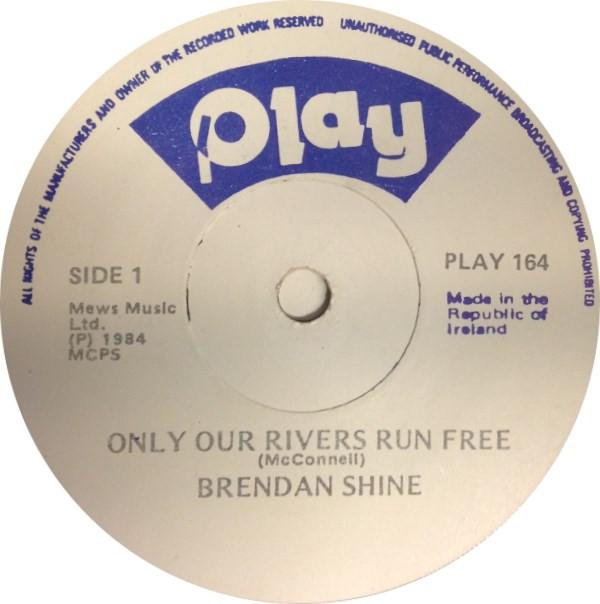 ALL RIGHTS OF THE MANUFACTURERS AND OWNER OF THE RECORDED WORK RESERVED UNAUTHORISED PUBLIC PERFORMANCE BROADCASTING AND COPYING PROHIBITED
play
SIDE 1
Mews Music
Ltd.
(P) 1984
MCPS
PLAY 164
Made in the
Republic of
Ireland
ONLY OUR RIVERS RUN FREE
(McConnell)
BRENDAN SHINE